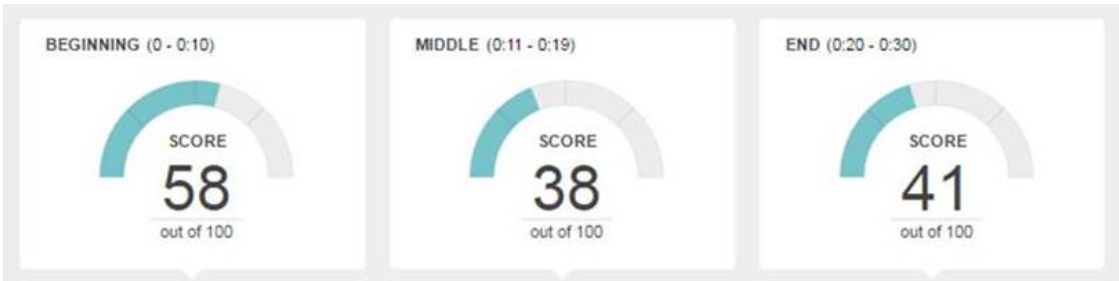 BEGINNING (0 - 0:10)
SCORE
58
out of 100
MIDDLE (0:11 - 0:19)
SCORE
38
out of 100
END (0:20 - 0:30)
SCORE
41
out of 100